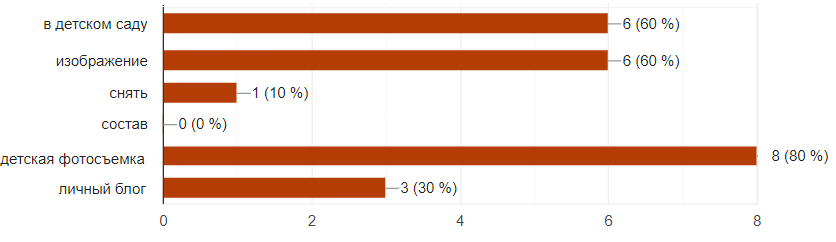 в детском саду 6 (60 %)
изображение 6 (60 %)
снять 1 (10 %)
состав 0 (0 %)
детская фотосъемка 8 (80 %)
личный блог 3 (30 %)
0 2 4 6 8